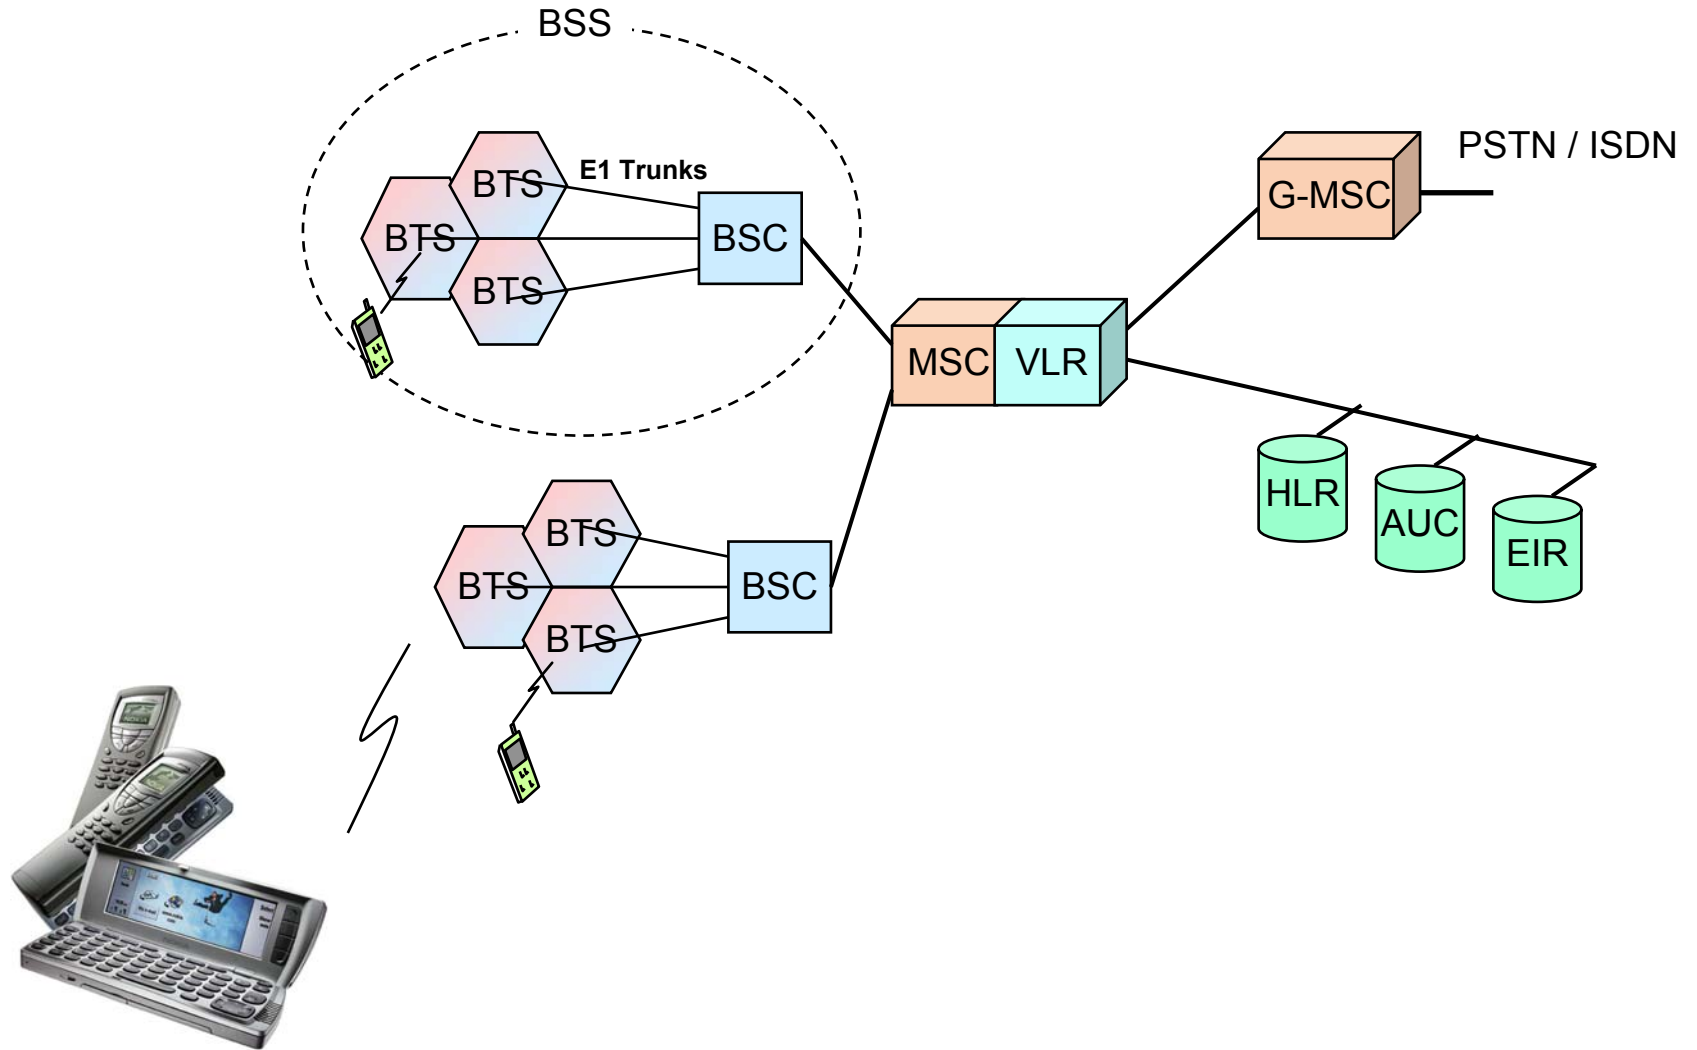 BSS
BTS
E1 Trunks
BTS
BSC
BTS
PSTN / ISDN
G-MSC
MSC
VLR
HLR
AUC
EIR
BTS
BTS
BSC
BTS
NOKIA